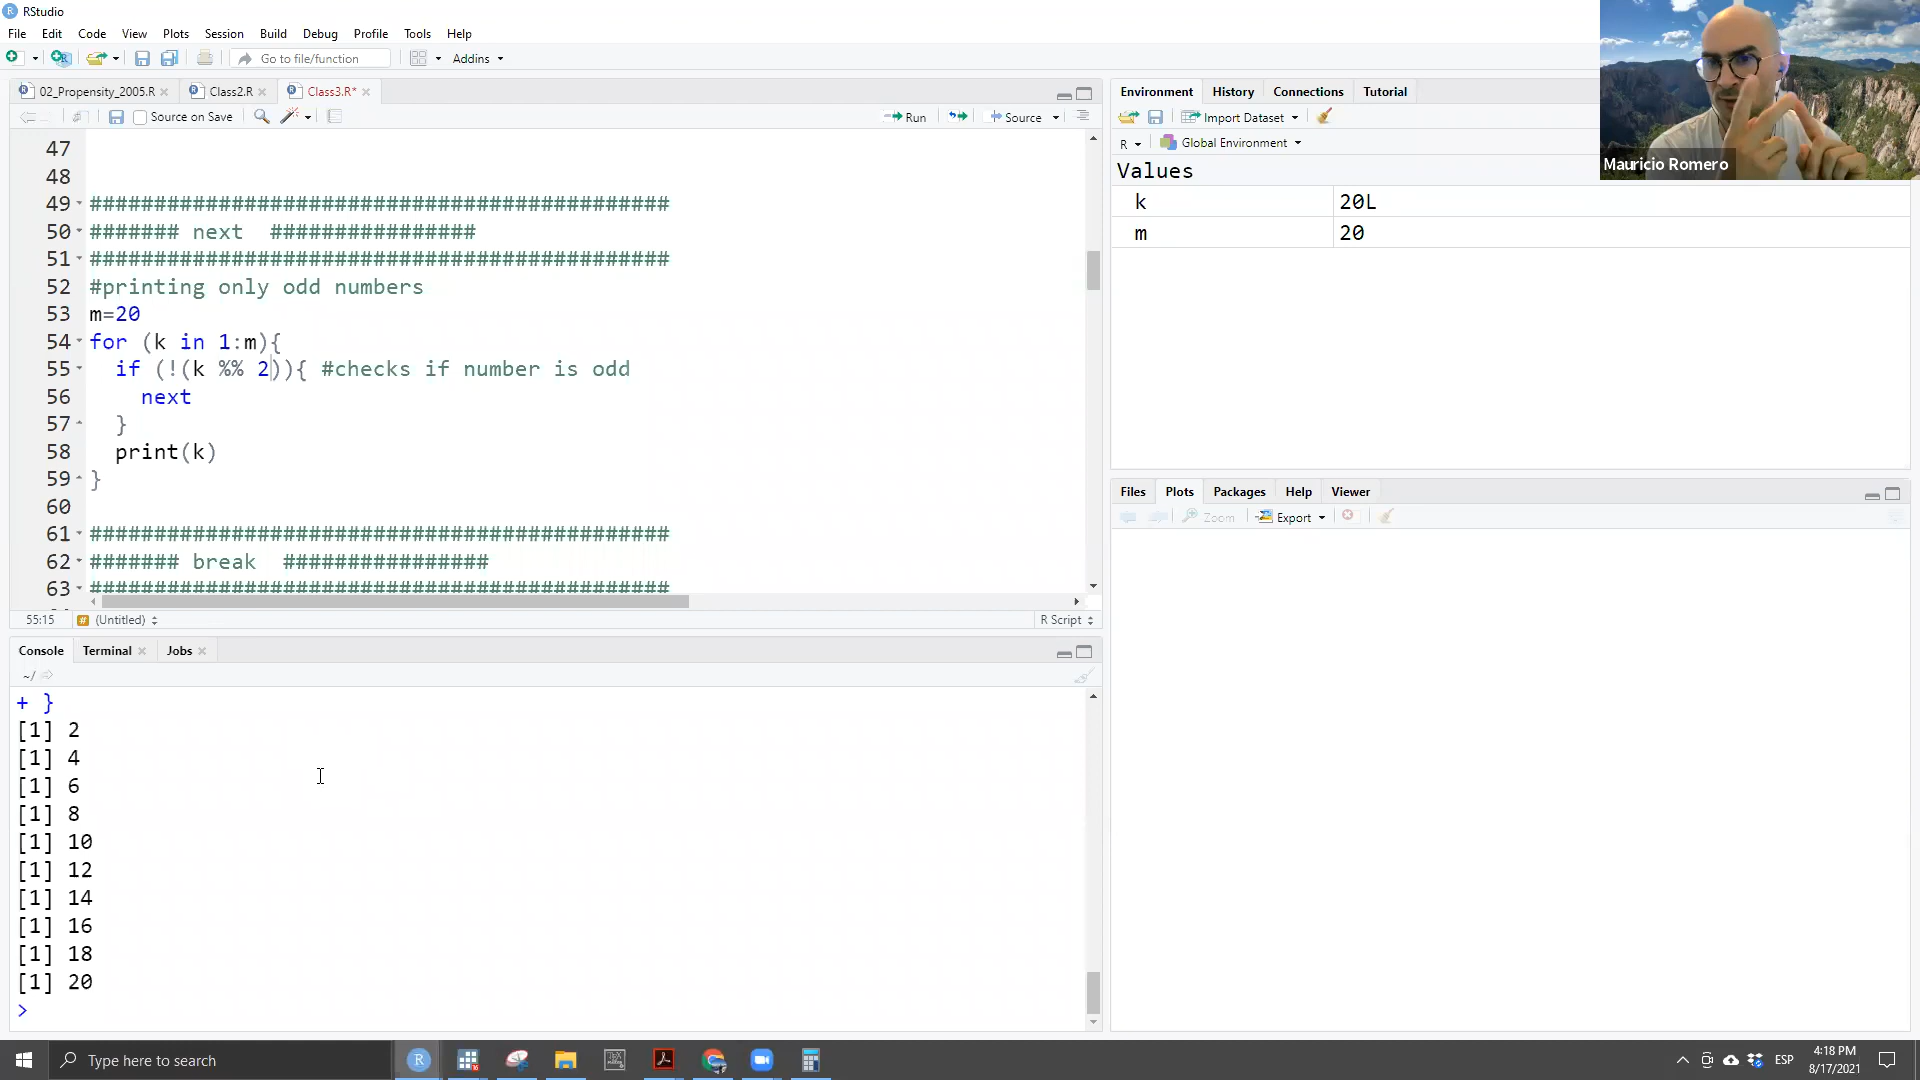 RStudio
File Edit Code View Plots Session Build Debug Profile Tools Help
Go to file/function Addins
02_Propensity_2005.R Class2.R Class3.R*
Source on Save Run Source
47
48
49 #############################################
50 ####### next  ################
51 #############################################
52 #printing only odd numbers
53 m=20
54 for (k in 1:m){
55   if (!(k %% 2)){ #checks if number is odd
56     next
57   }
58   print(k)
59 }
60
61 #############################################
62 ####### break  ################
63 #############################################
55:15 (Untitled) R Script
Console Terminal Jobs
~/
+ }
[1] 2
[1] 4
[1] 6
[1] 8
[1] 10
[1] 12
[1] 14
[1] 16
[1] 18
[1] 20
>
Environment History Connections Tutorial
Import Dataset
R Global Environment
Values
k 20L
m 20
Files Plots Packages Help Viewer
Zoom Export
Mauricio Romero
Type here to search
ESP
4:18 PM
8/17/2021